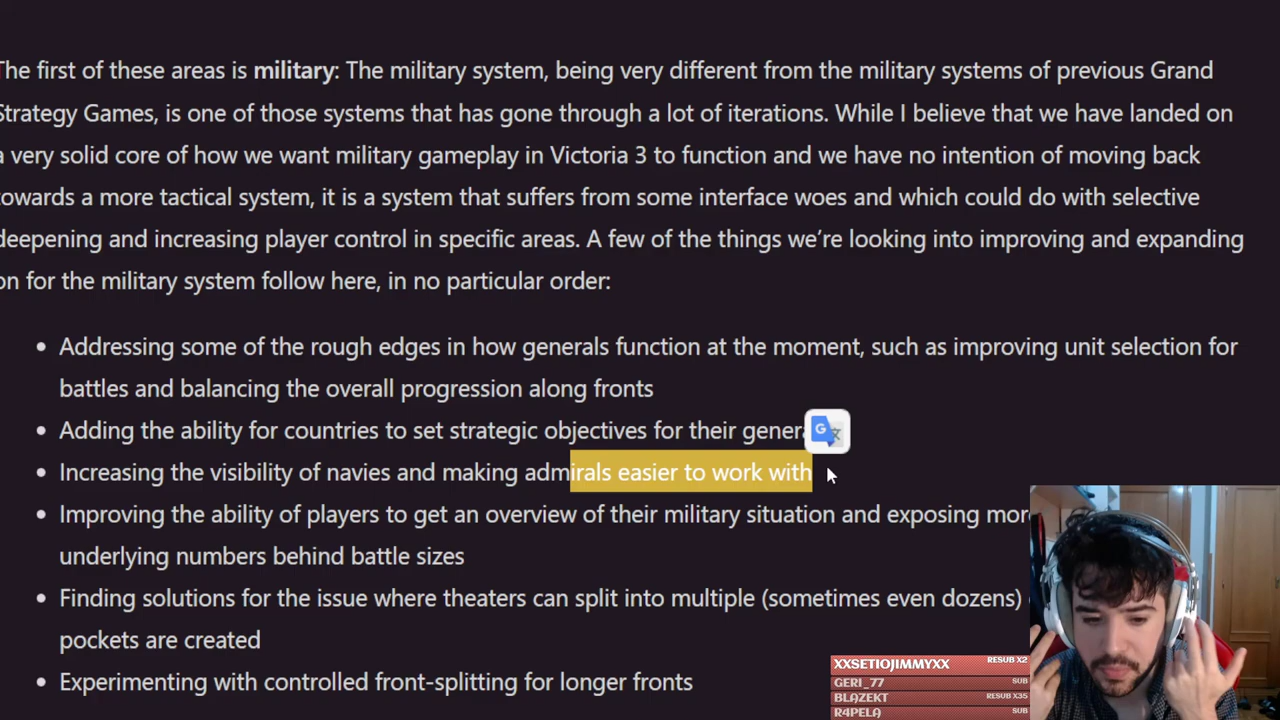 The first of these areas is military: The military system, being very different from the military systems of previous Grand
Strategy Games, is one of those systems that has gone through a lot of iterations. While I believe that we have landed on
a very solid core of how we want military gameplay in Victoria 3 to function and we have no intention of moving back
towards a more tactical system, it is a system that suffers from some interface woes and which could do with selective
deepening and increasing player control in specific areas. A few of the things we're looking into improving and expanding
on for the military system follow here, in no particular order:
• Addressing some of the rough edges in how generals function at the moment, such as improving unit selection for
battles and balancing the overall progression along fronts
• Adding the ability for countries to set strategic objectives for their genera
• Increasing the visibility of navies and making admirals easier to work with
• Improving the ability of players to get an overview of their military situation and exposing mor
underlying numbers behind battle sizes
• Finding solutions for the issue where theaters can split into multiple (sometimes even dozens)
pockets are created
• Experimenting with controlled front-splitting for longer fronts
XXSETIOJIMMYXX RESUB X2
GERI_77 SUB
BLAZEKT RESUB X35
R4PELA SUB